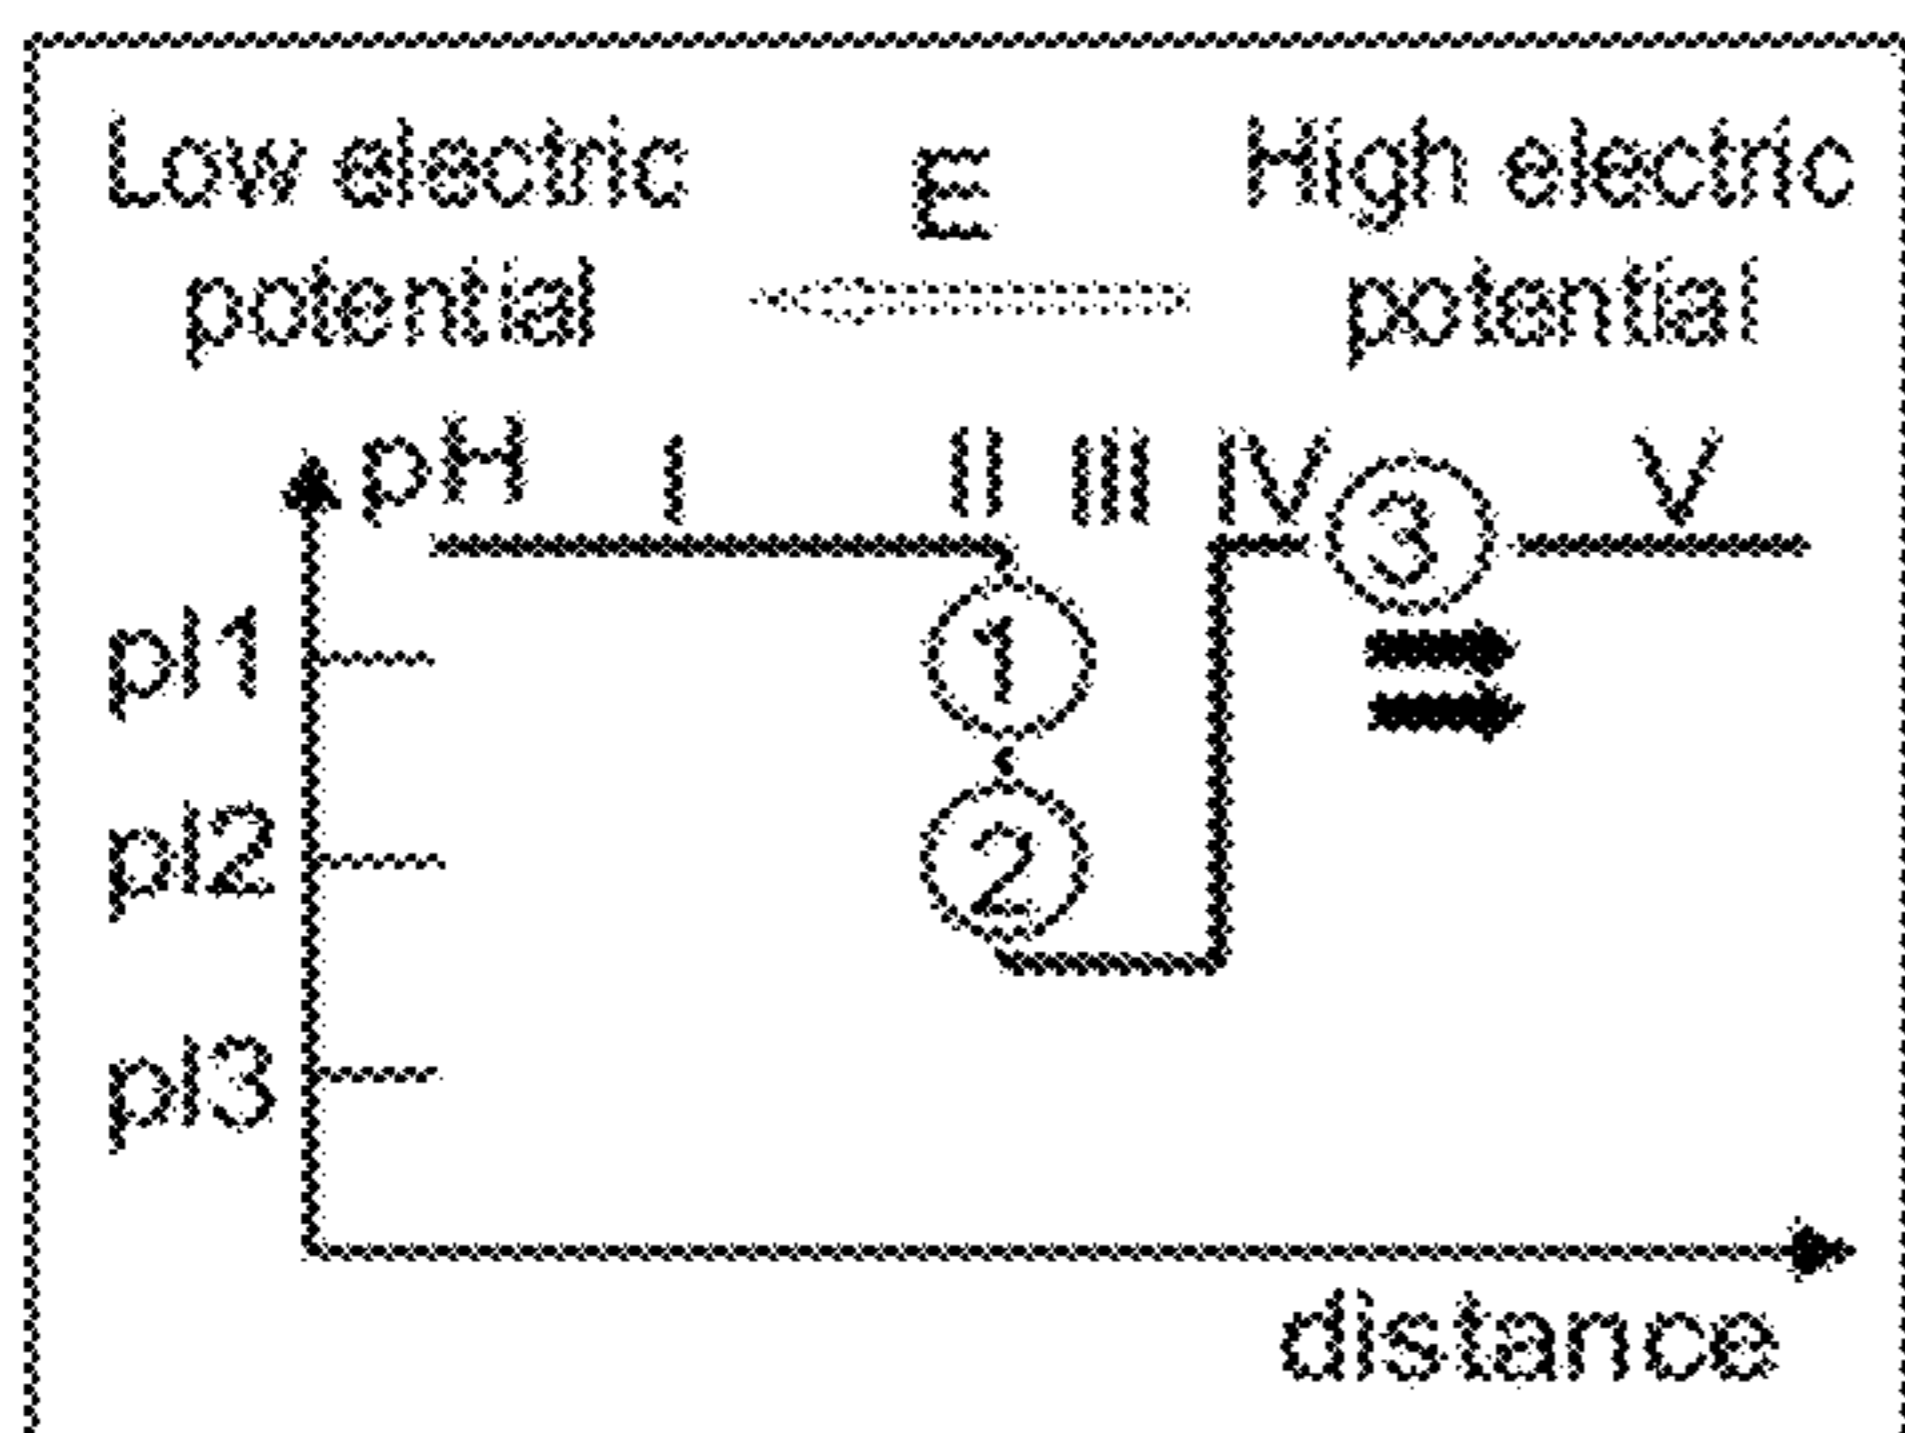 Low electric
potential
E
High electric
potential
pH
I
II
III
IV
V
3
pI1
1
pI2
2
pI3
distance